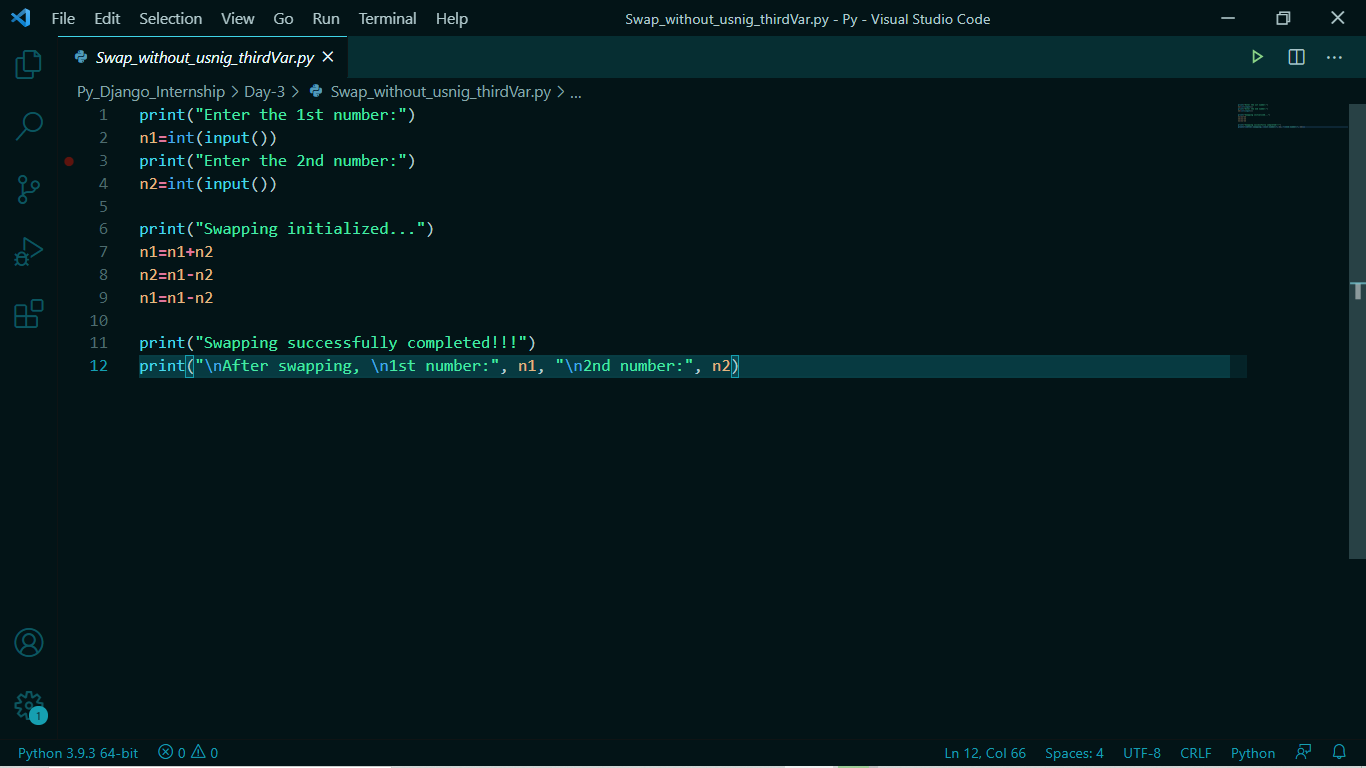 File Edit Selection View Go Run Terminal Help Swap_without_usnig_thirdVar.py - Py - Visual Studio Code
Swap_without_usnig_thirdVar.py
Py_Django_Internship > Day-3 > Swap_without_usnig_thirdVar.py > ...
1 print("Enter the 1st number:")
2 n1=int(input())
3 print("Enter the 2nd number:")
4 n2=int(input())
5
6 print("Swapping initialized...")
7 n1=n1+n2
8 n2=n1-n2
9 n1=n1-n2
10
11 print("Swapping successfully completed!!!")
12 print("\nAfter swapping, \n1st number:", n1, "\n2nd number:", n2)
1
Python 3.9.3 64-bit 0 0 Ln 12, Col 66 Spaces: 4 UTF-8 CRLF Python